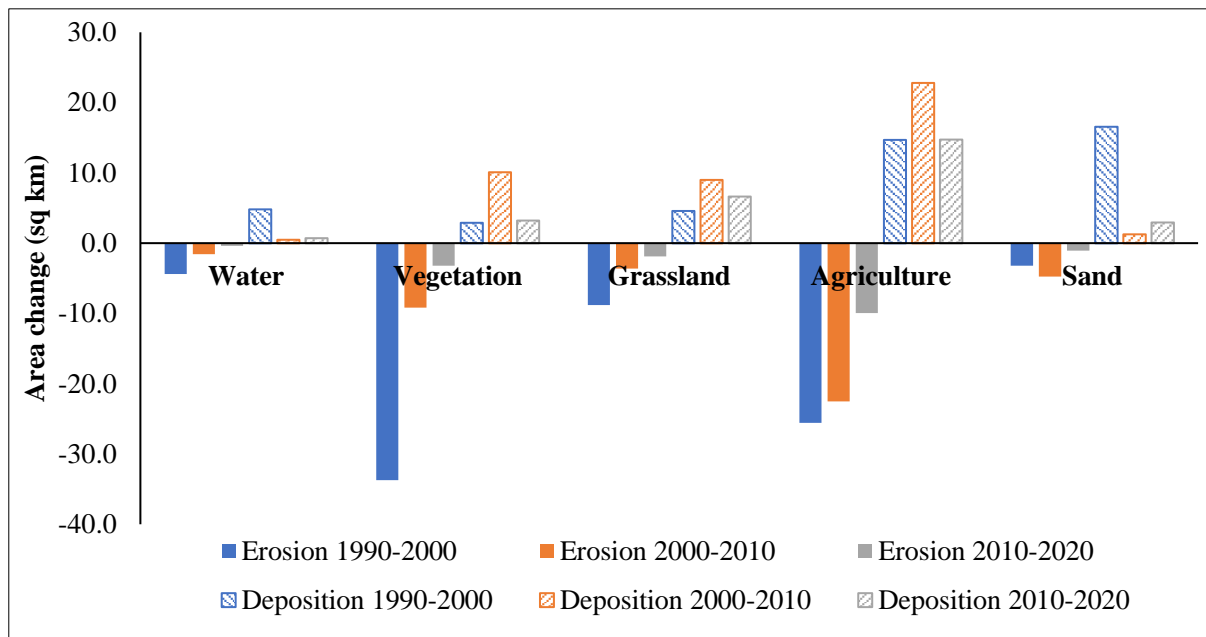 30.0
20.0
10.0
0.0
-10.0
-20.0
-30.0
-40.0
Area change (sq km)
Water Vegetation Grassland Agriculture Sand
Erosion 1990-2000 Erosion 2000-2010 Erosion 2010-2020
Deposition 1990-2000 Deposition 2000-2010 Deposition 2010-2020